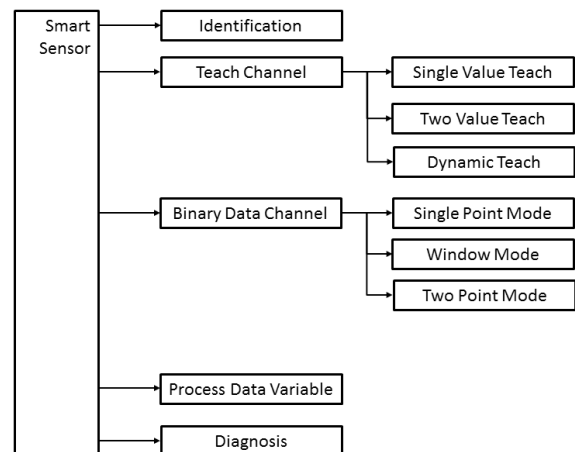 Smart
Sensor
Identification
Teach Channel
Single Value Teach
Two Value Teach
Dynamic Teach
Binary Data Channel
Single Point Mode
Window Mode
Two Point Mode
Process Data Variable
Diagnosis